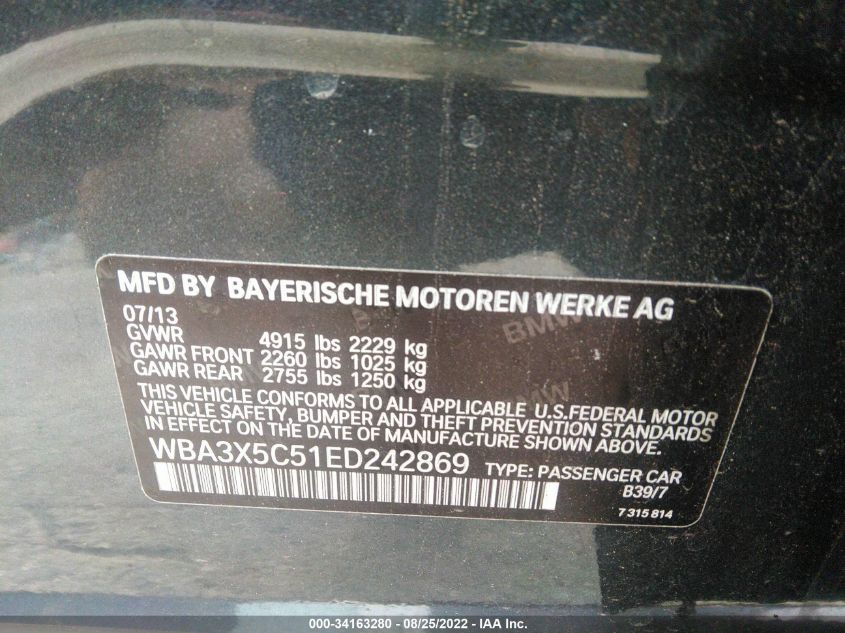 MFD BY BAYERISCHE MOTOREN WERKE AG
07/13
GVWR 4915 lbs 2229 kg
GAWR FRONT 2260 lbs 1025 kg
GAWR REAR 2755 lbs 1250 kg
THIS VEHICLE CONFORMS TO ALL APPLICABLE U.S.FEDERAL MOTOR
VEHICLE SAFETY, BUMPER AND THEFT PREVENTION STANDARDS
IN EFFECT ON THE DATE OF MANUFACTURE SHOWN ABOVE.
WBA3X5C51ED242869 TYPE: PASSENGER CAR
B39/7
7 315 814
BMW
BMW
BMW
000-34163280 - 08/25/2022 - IAA Inc.